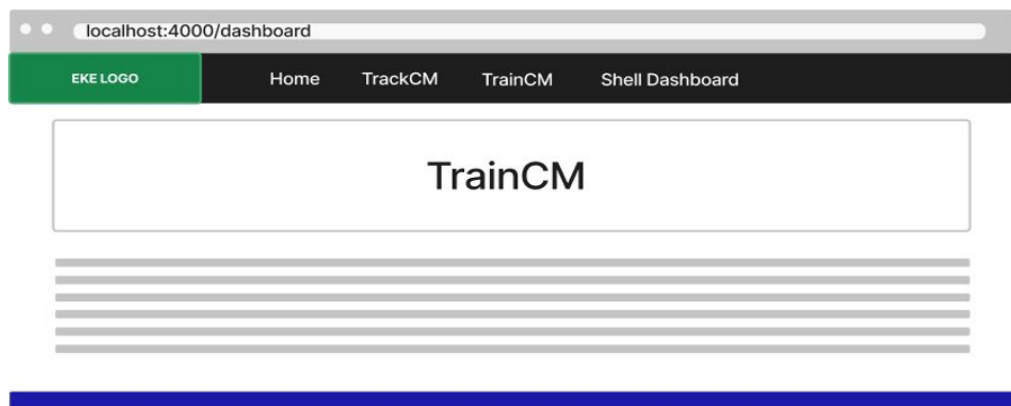 localhost:4000/dashboard
EKE LOGO Home TrackCM TrainCM Shell Dashboard
TrainCM